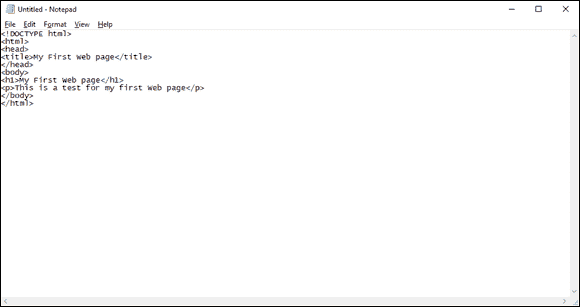 Untitled - Notepad
File Edit Format View Help
<!DOCTYPE html>
<html>
<head>
<title>My First Web page</title>
</head>
<body>
<h1>My First Web page</h1>
<p>This is a test for my first Web page</p>
</body>
</html>